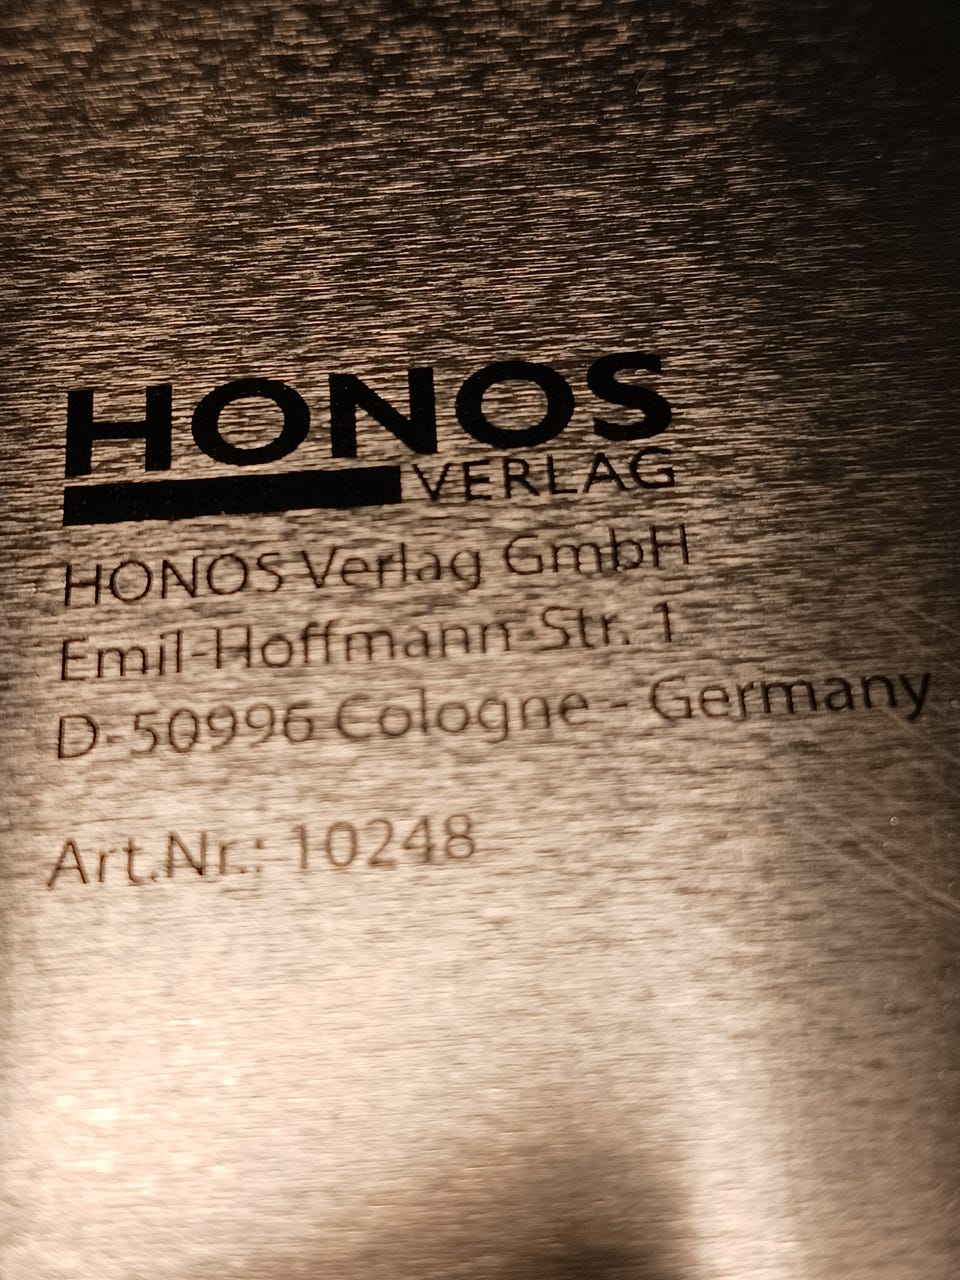 HONOS
VERLAG
HONOS Verlag GmbH
Emil-Hoffmann-Str. 1
D-50996 Cologne - Germany
Art.Nr.: 10248